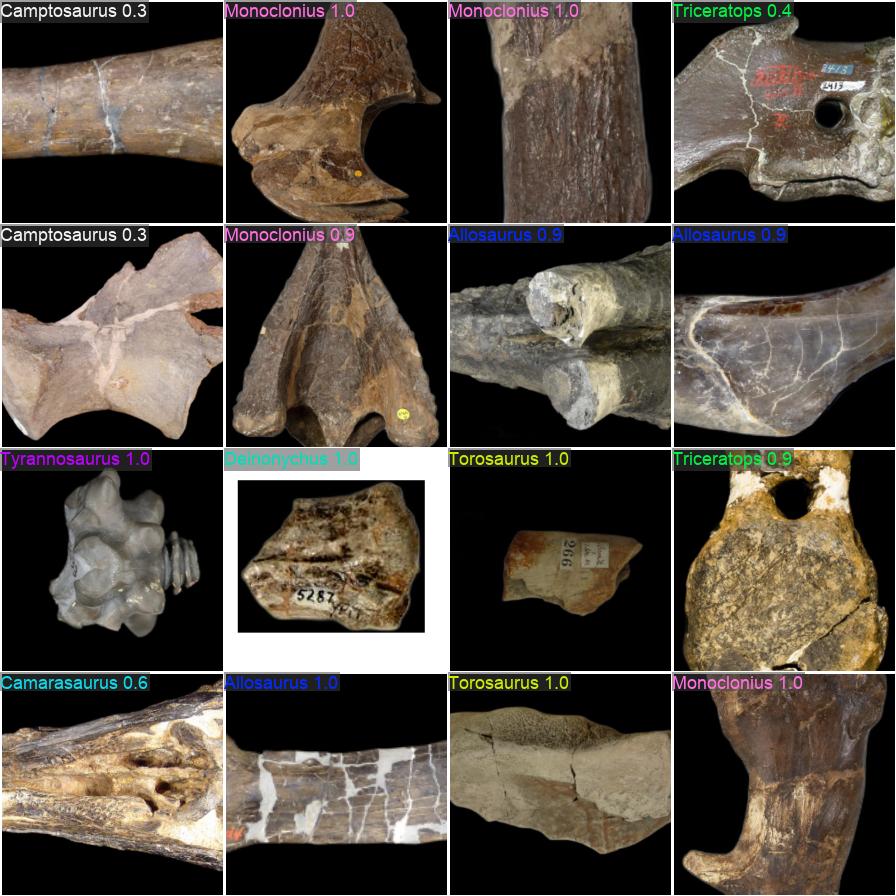 Camptosaurus 0.3
Monoclonius 1.0
Monoclonius 1.0
Triceratops 0.4
2413
2413
Camptosaurus 0.3
Monoclonius 0.9
Allosaurus 0.9
Allosaurus 0.9
Tyrannosaurus 1.0
Deinonychus 1.0
5287
Torosaurus 1.0
266
Triceratops 0.9
Camarasaurus 0.6
Allosaurus 1.0
Torosaurus 1.0
Monoclonius 1.0